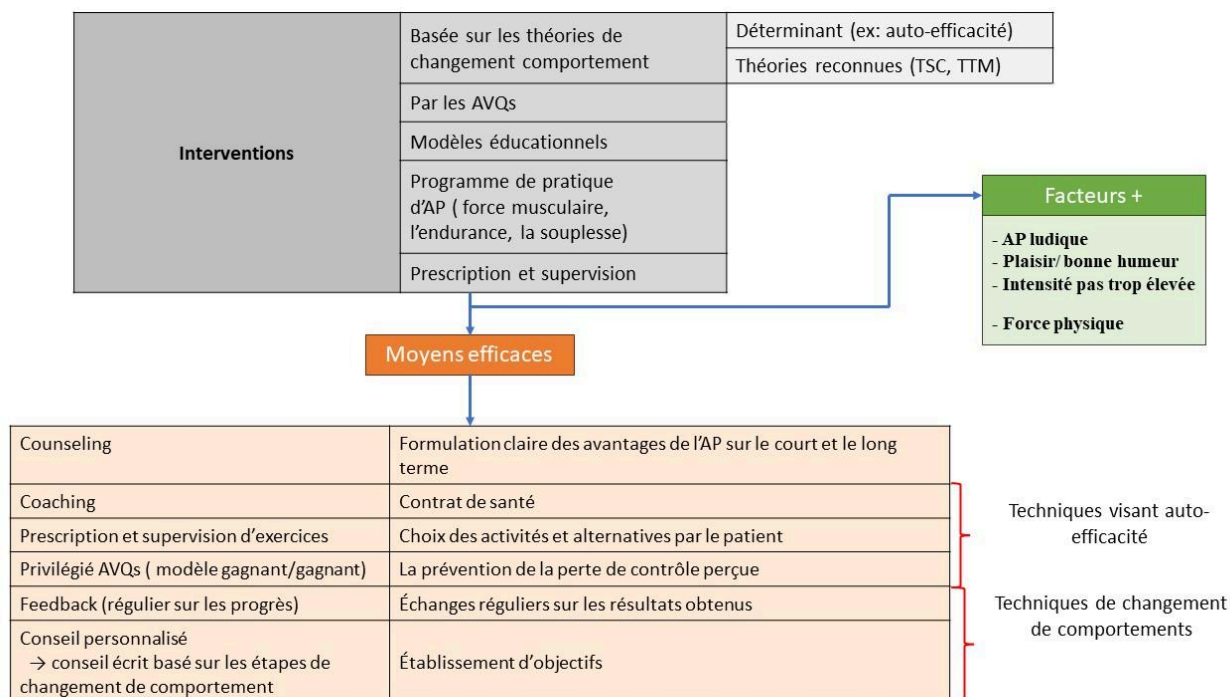 Interventions
Basée sur les théories de
changement comportement
Déterminant (ex: auto-efficacité)
Théories reconnues (TSC, TTM)
Par les AVQs
Modèles éducationnels
Programme de pratique
d'AP ( force musculaire,
l'endurance, la souplesse)
Prescription et supervision
Facteurs +
- AP ludique
- Plaisir/ bonne humeur
- Intensité pas trop élevée
- Force physique
Moyens efficaces
Counseling
Formulation claire des avantages de l'AP sur le court et le long
terme
Coaching
Contrat de santé
Prescription et supervision d'exercices
Choix des activités et alternatives par le patient
Privilégié AVQs ( modèle gagnant/gagnant)
La prévention de la perte de contrôle perçue
Techniques visant auto-
efficacité
Feedback (régulier sur les progrès)
Échanges réguliers sur les résultats obtenus
Conseil personnalisé
→ conseil écrit basé sur les étapes de
changement de comportement
Établissement d'objectifs
Techniques de changement
de comportements